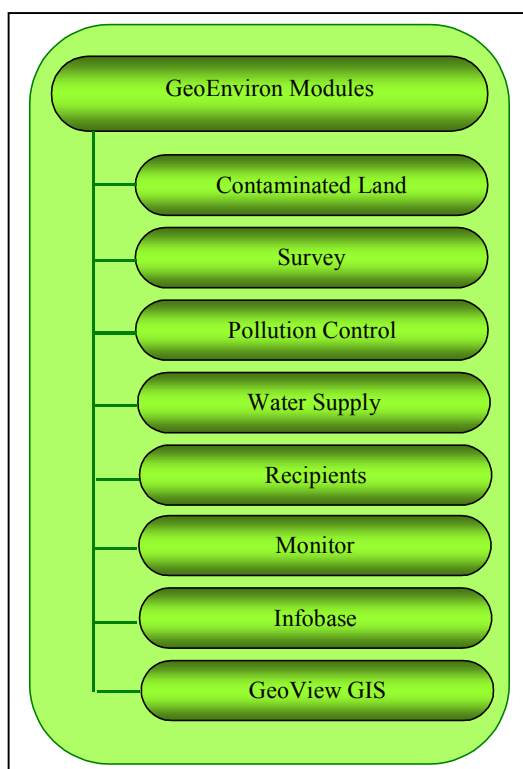 GeoEnviron Modules
Contaminated Land
Survey
Pollution Control
Water Supply
Recipients
Monitor
Infobase
GeoView GIS